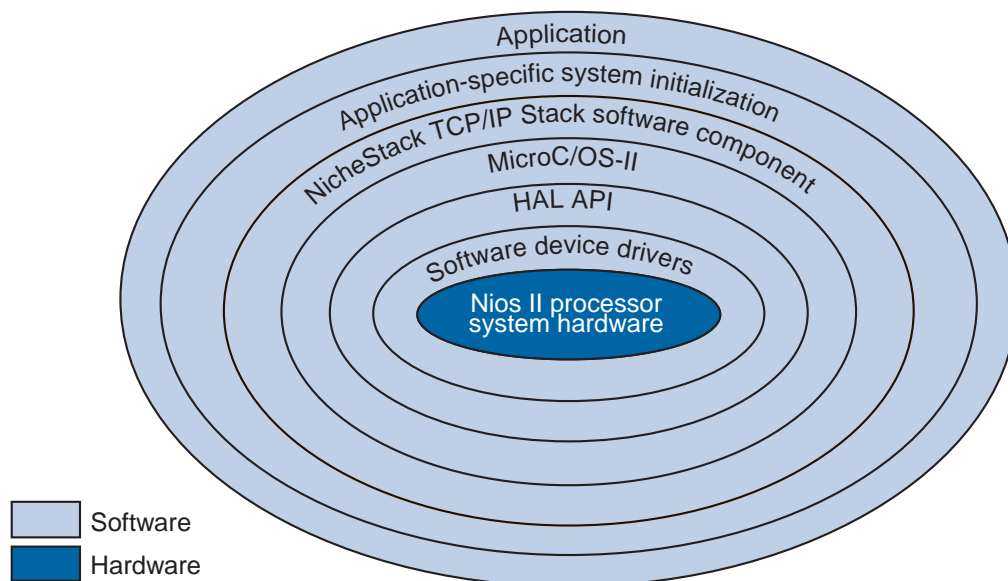 Application
Application-specific system initialization
NicheStack TCP/IP Stack software component
MicroC/OS-II
HAL API
Software device drivers
Nios II processor
system hardware
Software
Hardware